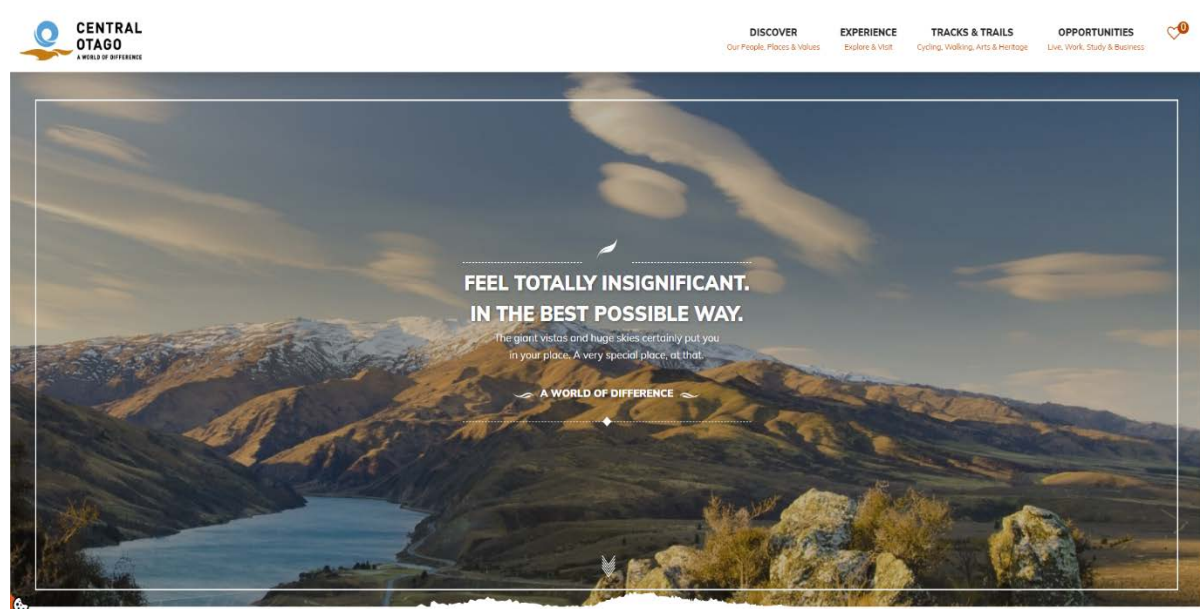 CENTRAL
OTAGO
A WORLD OF DIFFERENCE
DISCOVER
Our People, Places & Values
EXPERIENCE
Explore & Visit
TRACKS & TRAILS
Cycling, Walking, Arts & Heritage
OPPORTUNITIES
Live, Work, Study & Business
0
FEEL TOTALLY INSIGNIFICANT.
IN THE BEST POSSIBLE WAY.
The giant vistas and huge skies certainly put you
in your place. A very special place, at that.
A WORLD OF DIFFERENCE